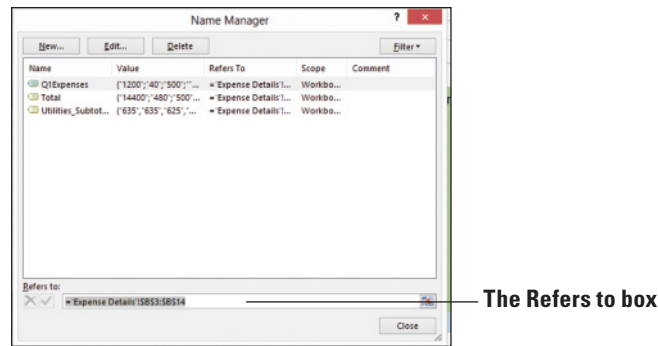 Name Manager
? ×
New... Edit... Delete Filter
Name Value Refers To Scope Comment
Q1Expenses {"1200";"40";"500";""... ='Expense Details'!... Workbo...
Total {"14400";"480";"500"... ='Expense Details'!... Workbo...
Utilities_Subtot... {"635","635","625","... ='Expense Details'!... Workbo...
Refers to:
='Expense Details'!$B$3:$B$14
The Refers to box
Close